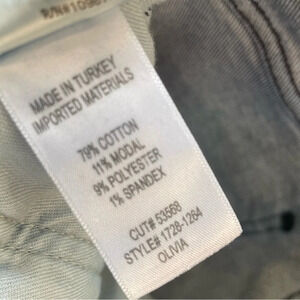 MADE IN TURKEY
IMPORTED MATERIALS
79% COTTON
11% MODAL
9% POLYESTER
1% SPANDEX
CUT# 53568
STYLE# 1728-1264
OLIVIA